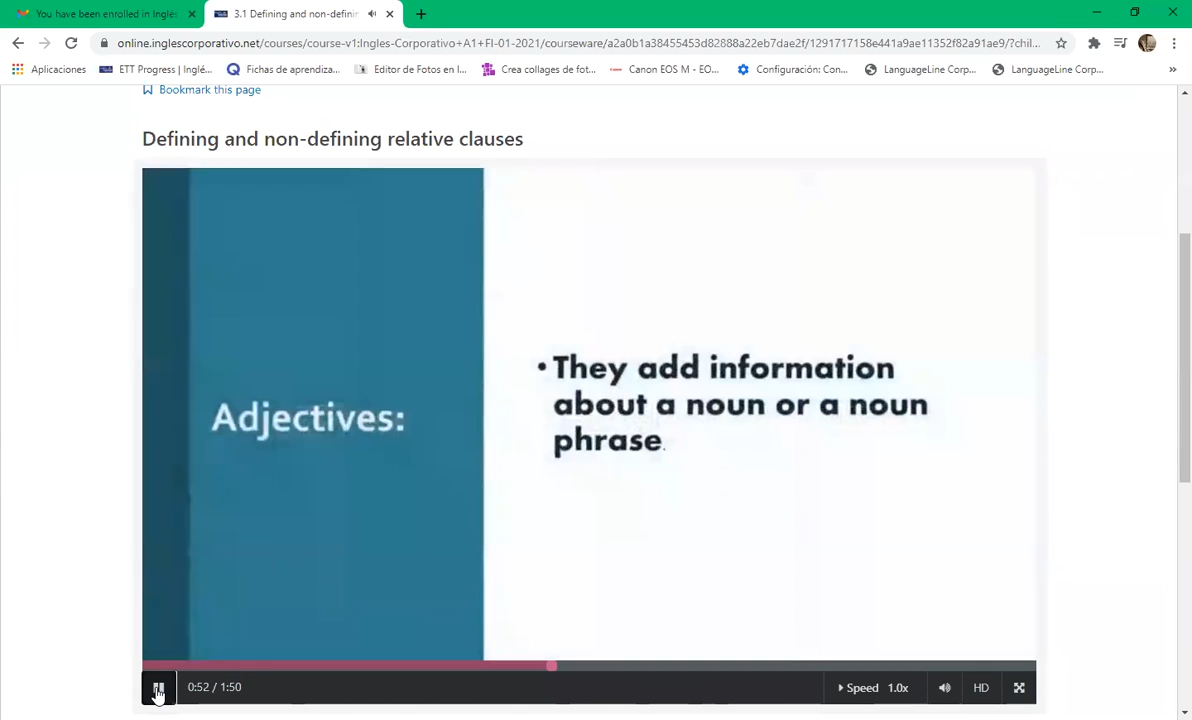 You have been enrolled in Inglés
3.1 Defining and non-definin
online.inglescorporativo.net/courses/course-v1:Ingles-Corporativo+A1+FI-01-2021/courseware/a2a0b1a38455453d82888a22eb7dae2f/1291717158e441a9ae11352f82a91ae9/?chil...
Aplicaciones
ETT Progress | Inglé...
Fichas de aprendiza...
Editor de Fotos en l...
Crea collages de fot...
Canon EOS M - EO...
Configuración: Con...
LanguageLine Corp...
LanguageLine Corp...
Bookmark this page
Defining and non-defining relative clauses
Adjectives:
• They add information
about a noun or a noun
phrase.
0:52 / 1:50
Speed 1.0x
HD